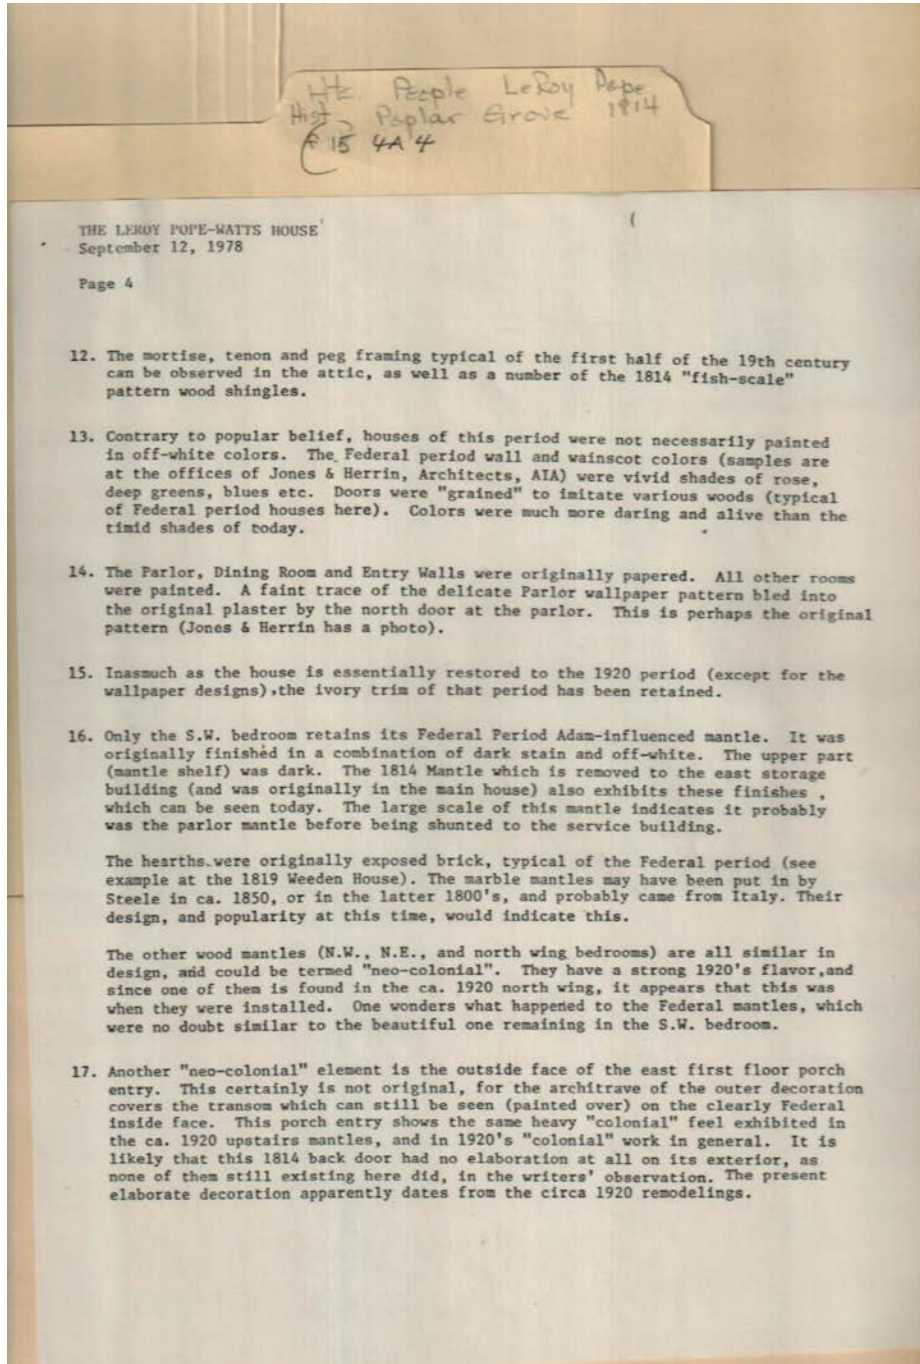 Hte. People LeRoy Pope
Hist. Poplar Grove 1814
15 4A 4
THE LEROY POPE-WATTS HOUSE
September 12, 1978
Page 4
12. The mortise, tenon and peg framing typical of the first half of the 19th century
can be observed in the attic, as well as a number of the 1814 "fish-scale"
pattern wood shingles.
13. Contrary to popular belief, houses of this period were not necessarily painted
in off-white colors. The Federal period wall and wainscot colors (samples are
at the offices of Jones & Herrin, Architects, AIA) were vivid shades of rose,
deep greens, blues etc. Doors were "grained" to imitate various woods (typical
of Federal period houses here). Colors were much more daring and alive than the
timid shades of today.
14. The Parlor, Dining Room and Entry Walls were originally papered. All other rooms
were painted. A faint trace of the delicate Parlor wallpaper pattern bled into
the original plaster by the north door at the parlor. This is perhaps the original
pattern (Jones & Herrin has a photo).
15. Inasmuch as the house is essentially restored to the 1920 period (except for the
wallpaper designs),the ivory trim of that period has been retained.
16. Only the S.W. bedroom retains its Federal Period Adam-influenced mantle. It was
originally finished in a combination of dark stain and off-white. The upper part
(mantle shelf) was dark. The 1814 Mantle which is removed to the east storage
building (and was originally in the main house) also exhibits these finishes ,
which can be seen today. The large scale of this mantle indicates it probably
was the parlor mantle before being shunted to the service building.
The hearths were originally exposed brick, typical of the Federal period (see
example at the 1819 Weeden House). The marble mantles may have been put in by
Steele in ca. 1850, or in the latter 1800's, and probably came from Italy. Their
design, and popularity at this time, would indicate this.
The other wood mantles (N.W., N.E., and north wing bedrooms) are all similar in
design, and could be termed "neo-colonial". They have a strong 1920's flavor,and
since one of them is found in the ca. 1920 north wing, it appears that this was
when they were installed. One wonders what happened to the Federal mantles, which
were no doubt similar to the beautiful one remaining in the S.W. bedroom.
17. Another "neo-colonial" element is the outside face of the east first floor porch
entry. This certainly is not original, for the architrave of the outer decoration
covers the transom which can still be seen (painted over) on the clearly Federal
inside face. This porch entry shows the same heavy "colonial" feel exhibited in
the ca. 1920 upstairs mantles, and in 1920's "colonial" work in general. It is
likely that this 1814 back door had no elaboration at all on its exterior, as
none of them still existing here did, in the writers' observation. The present
elaborate decoration apparently dates from the circa 1920 remodelings.